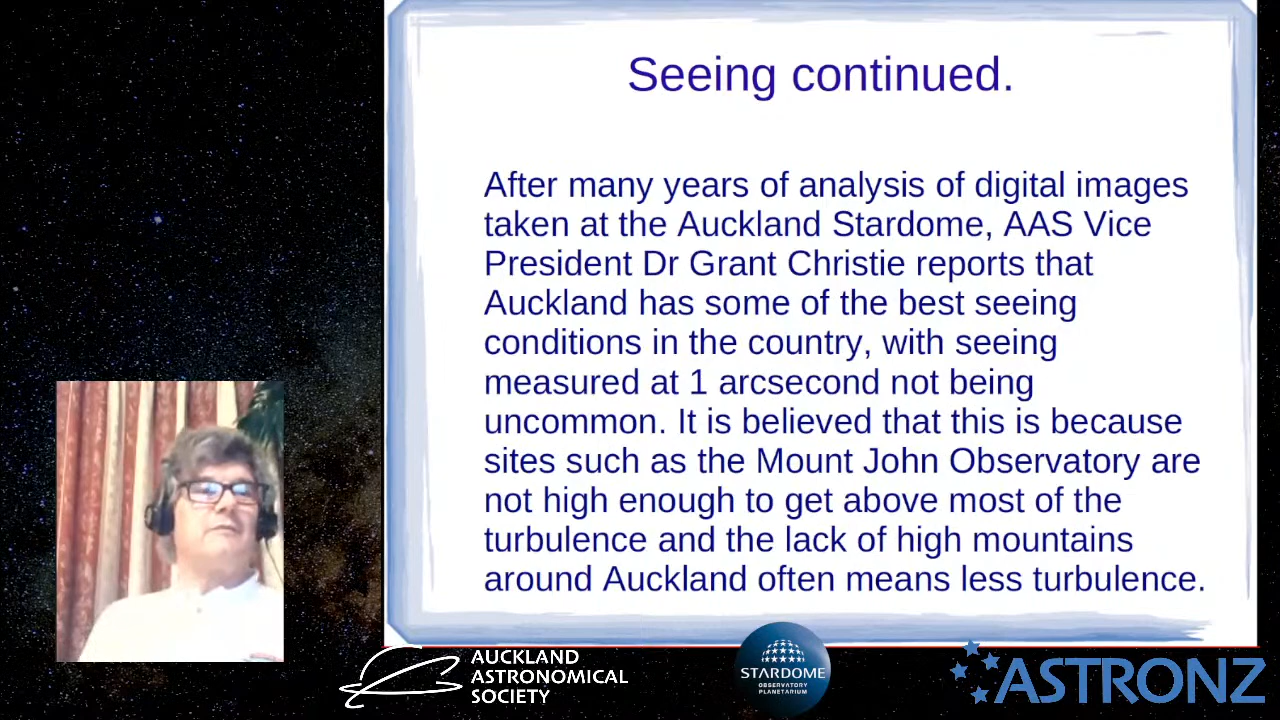 Seeing continued.
After many years of analysis of digital images
taken at the Auckland Stardome, AAS Vice
President Dr Grant Christie reports that
Auckland has some of the best seeing
conditions in the country, with seeing
measured at 1 arcsecond not being
uncommon. It is believed that this is because
sites such as the Mount John Observatory are
not high enough to get above most of the
turbulence and the lack of high mountains
around Auckland often means less turbulence.
AUCKLAND
ASTRONOMICAL
SOCIETY
STARDOME
OBSERVATORY
PLANETARIUM
ASTRONZ